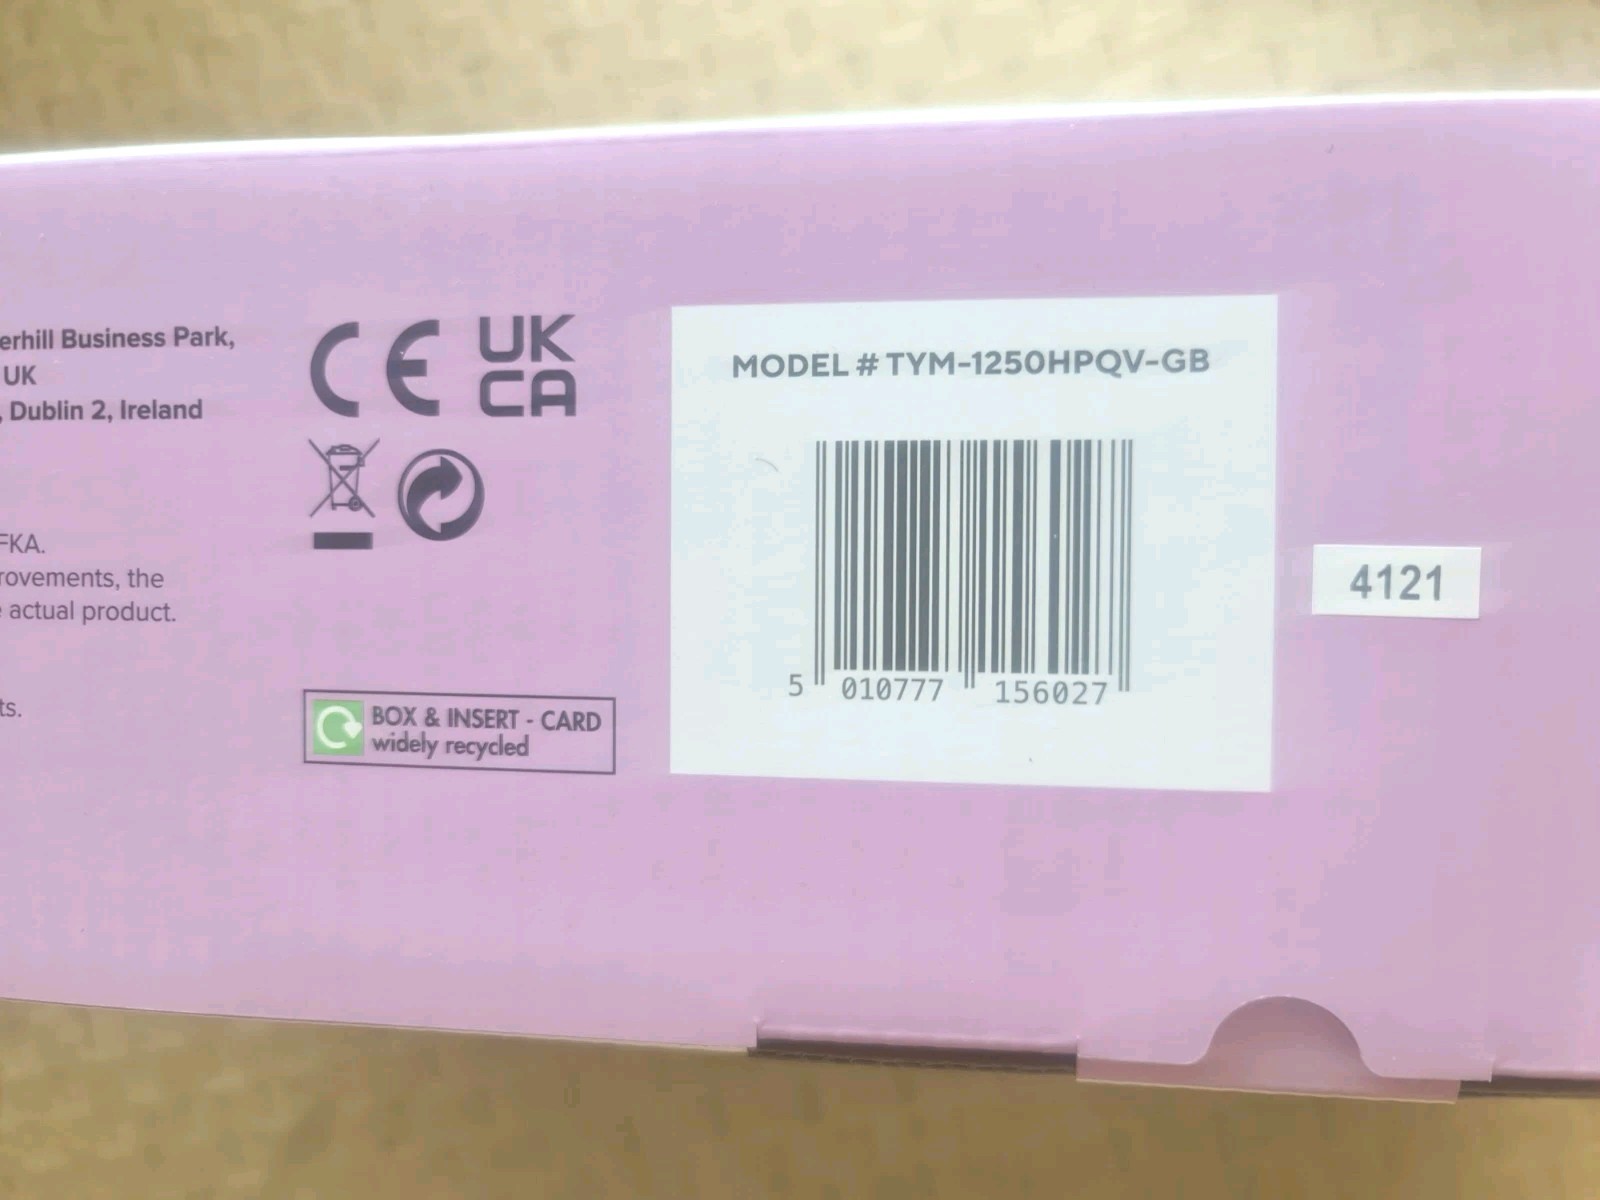 erhill Business Park,
UK
, Dublin 2, Ireland
FKA.
rovements, the
actual product.
ts.
CE
UK
CA
BOX & INSERT - CARD
widely recycled
MODEL # TYM-1250HPQV-GB
5 010777 156027
4121